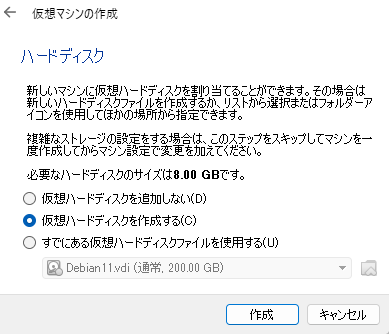 仮想マシンの作成
ハードディスク
新しいマシンに仮想ハードディスクを割り当てることができます。その場合は
新しいハードディスクファイルを作成するか、リストから選択またはフォルダーア
イコンを使用してほかの場所から指定できます。
複雑なストレージの設定をする場合は、このステップをスキップしてマシンを一
度作成してからマシン設定で変更を加えてください。
必要なハードディスクのサイズは8.00 GBです。
仮想ハードディスクを追加しない(D)
仮想ハードディスクを作成する(C)
すでにある仮想ハードディスクファイルを使用する(U)
Debian11.vdi (通常, 200.00 GB)
作成
キャンセル